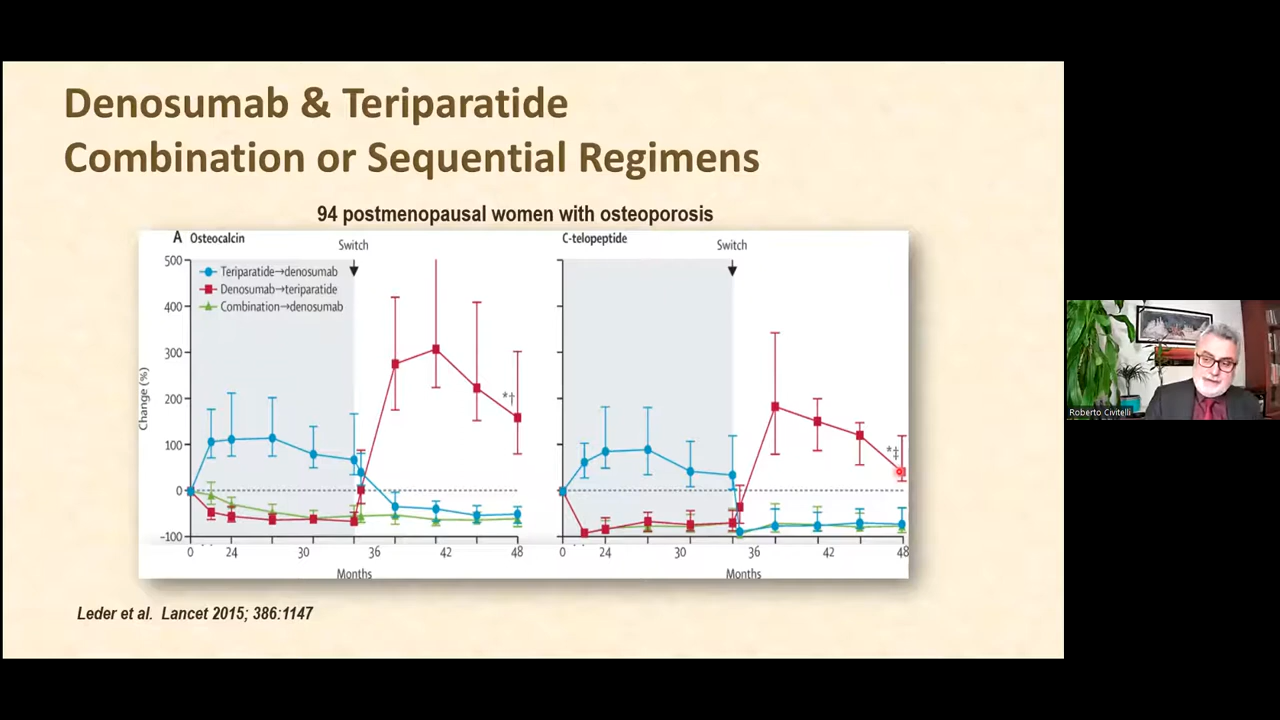 Denosumab & Teriparatide
Combination or Sequential Regimens
94 postmenopausal women with osteoporosis
A Osteocalcin
Switch
Teriparatide→denosumab
Denosumab→teriparatide
Combination→denosumab
Change (%)
500
400
300
200
100
0
−100
*†
0 24 30 36 42 48
Months
C-telopeptide
Switch
*‡
0 24 30 36 42 48
Months
Leder et al. Lancet 2015; 386:1147
Roberto Civitelli